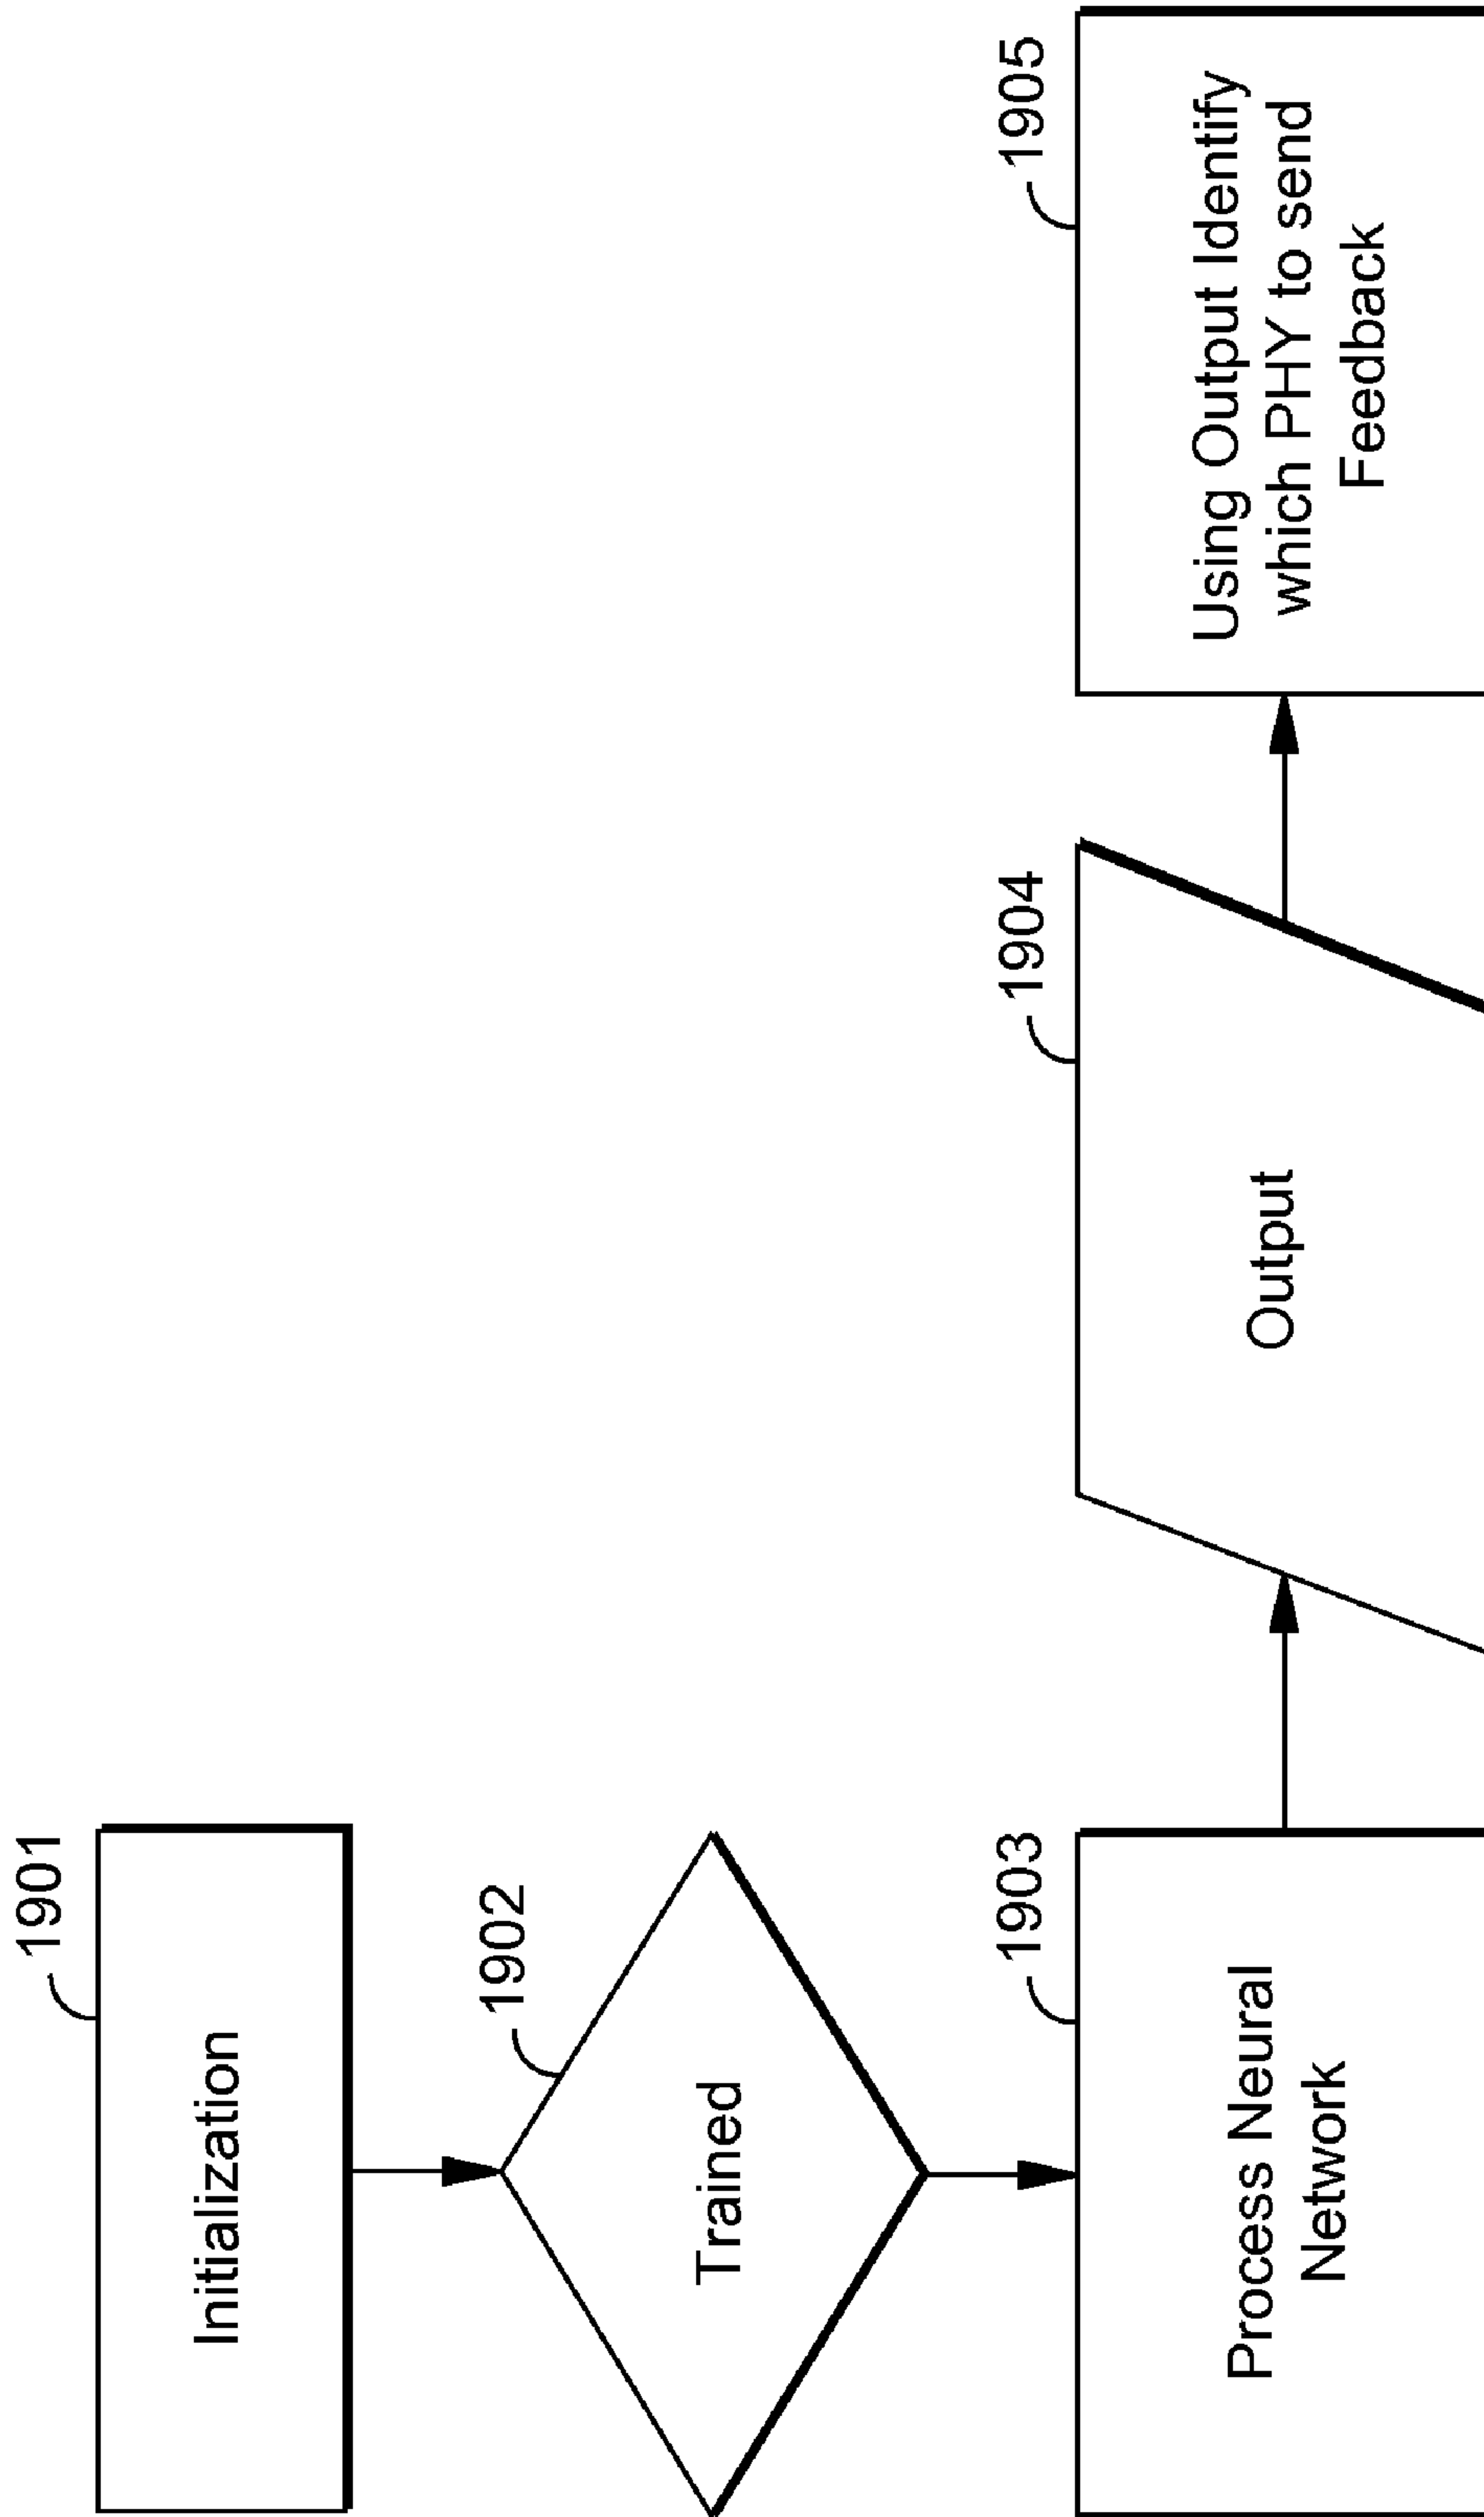 1901
Initialization
1902
Trained
1903
Process Neural
Network
1904
Output
1905
Using Output Identify
which PHY to send
Feedback